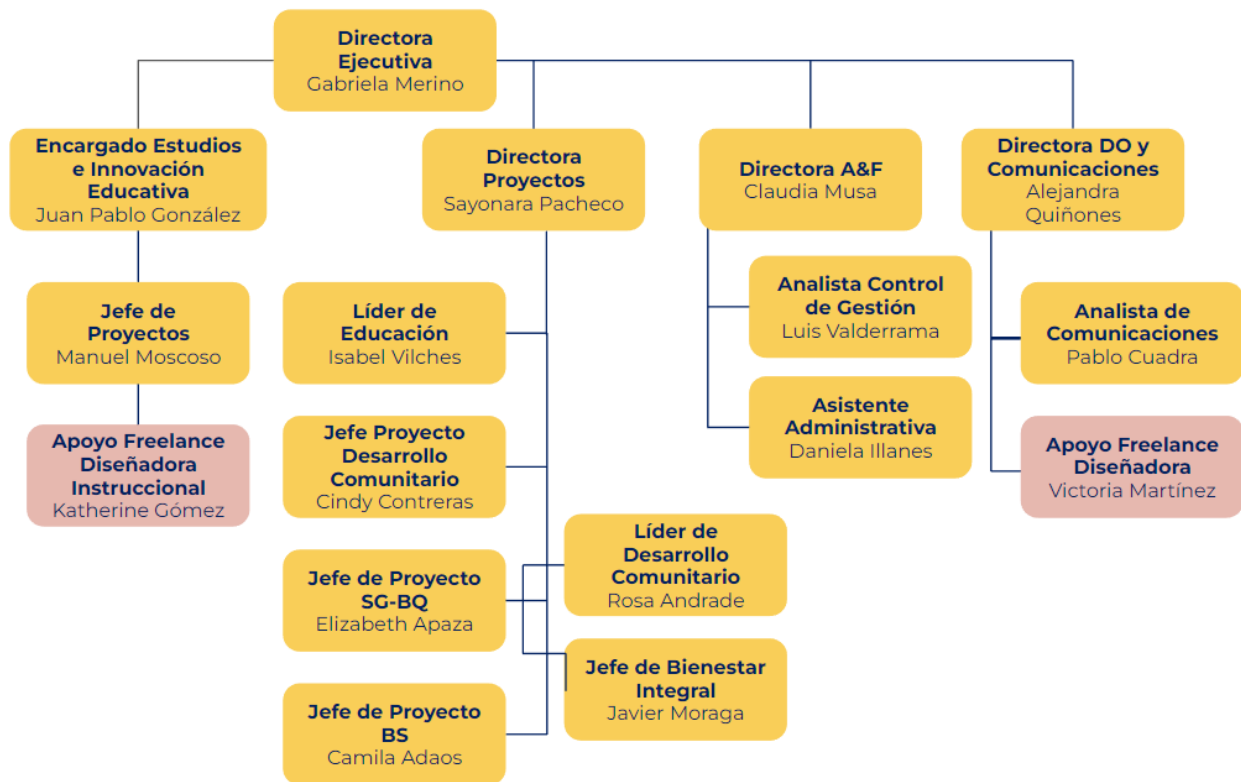 Directora
Ejecutiva
Gabriela Merino
Encargado Estudios
e Innovación
Educativa
Juan Pablo González
Directora
Proyectos
Sayonara Pacheco
Directora A&F
Claudia Musa
Directora DO y
Comunicaciones
Alejandra
Quiñones
Jefe de
Proyectos
Manuel Moscoso
Líder de
Educación
Isabel Vilches
Analista Control
de Gestión
Luis Valderrama
Analista de
Comunicaciones
Pablo Cuadra
Apoyo Freelance
Diseñadora
Instruccional
Katherine Gómez
Jefe Proyecto
Desarrollo
Comunitario
Cindy Contreras
Asistente
Administrativa
Daniela Illanes
Apoyo Freelance
Diseñadora
Victoria Martínez
Jefe de Proyecto
SG-BQ
Elizabeth Apaza
Líder de
Desarrollo
Comunitario
Rosa Andrade
Jefe de Proyecto
BS
Camila Adaos
Jefe de Bienestar
Integral
Javier Moraga